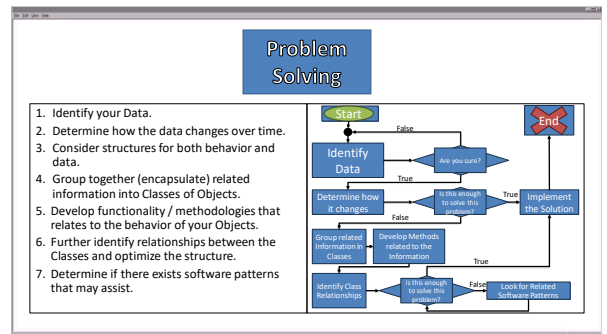 File Edit View Help
Problem
Solving
1. Identify your Data.
2. Determine how the data changes over time.
3. Consider structures for both behavior and
data.
4. Group together (encapsulate) related
information into Classes of Objects.
5. Develop functionality / methodologies that
relates to the behavior of your Objects.
6. Further identify relationships between the
Classes and optimize the structure.
7. Determine if there exists software patterns
that may assist.
Start
End
False
Identify
Data
Are you sure?
True
Determine how
it changes
Is this enough
to solve this
problem?
True
Implement
the Solution
False
Group related
Information in
Classes
Develop Methods
related to the
Information
True
Identify Class
Relationships
Is this enough
to solve this
problem?
False
Look for Related
Software Patterns